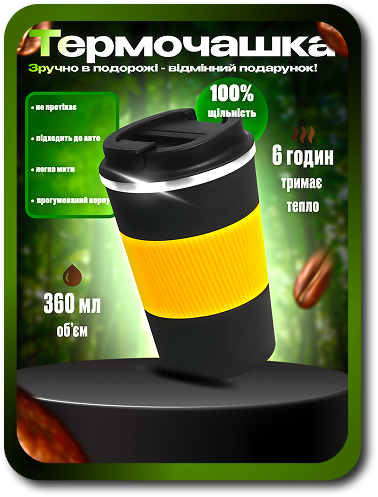 Термочашка
Зручно в подорожі - відмінний подарунок!
• не протікає
• підходить до авто
• легко мити
• прогумований корпу
100%
щільність
6 годин
тримає
тепло
360 мл
об'єм